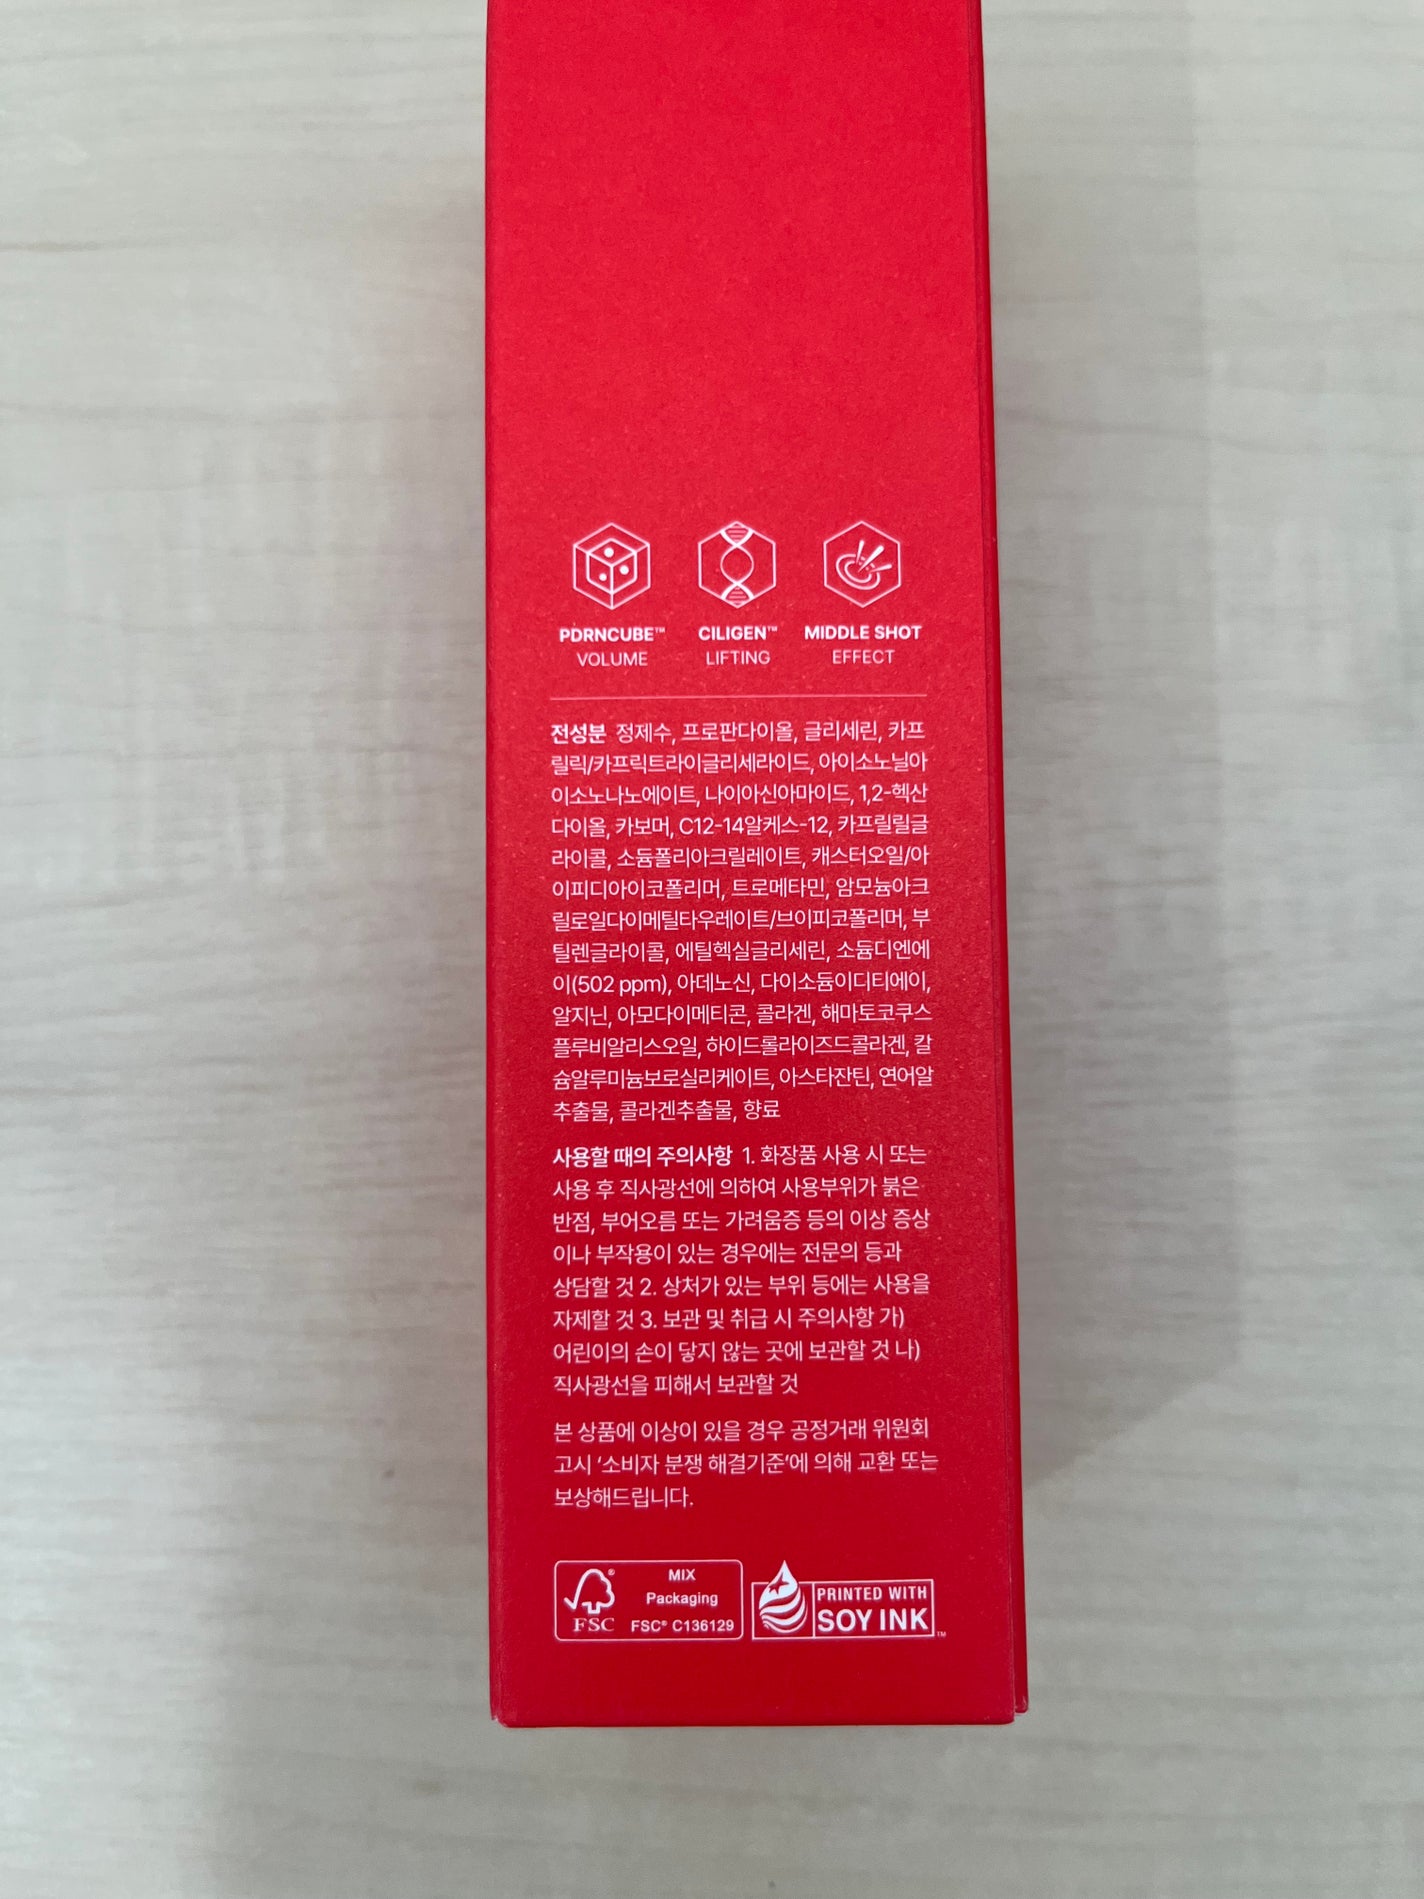 PDRNCUBE™ CILIGEN™ MIDDLE SHOT
VOLUME LIFTING EFFECT
전성분 정제수, 프로판다이올, 글리세린, 카프
릴릭/카프릭트라이글리세라이드, 아이소노닐아
이소노나노에이트, 나이아신아마이드, 1,2-헥산
다이올, 카보머, C12-14알케스-12, 카프릴릴글
라이콜, 소듐폴리아크릴레이트, 캐스터오일/아
이피디아이코폴리머, 트로메타민, 암모늄아크
릴로일다이메틸타우레이트/브이피코폴리머, 부
틸렌글라이콜, 에틸헥실글리세린, 소듐디엔에
이(502 ppm), 아데노신, 다이소듐이디티에이,
알지닌, 아모다이메티콘, 콜라겐, 해마토코쿠스
플루비알리스오일, 하이드롤라이즈드콜라겐, 칼
슘알루미늄보로실리케이트, 아스타잔틴, 연어알
추출물, 콜라겐추출물, 향료
사용할 때의 주의사항 1. 화장품 사용 시 또는
사용 후 직사광선에 의하여 사용부위가 붉은
반점, 부어오름 또는 가려움증 등의 이상 증상
이나 부작용이 있는 경우에는 전문의 등과
상담할 것 2. 상처가 있는 부위 등에는 사용을
자제할 것 3. 보관 및 취급 시 주의사항 가)
어린이의 손이 닿지 않는 곳에 보관할 것 나)
직사광선을 피해서 보관할 것
본 상품에 이상이 있을 경우 공정거래 위원회
고시 ‘소비자 분쟁 해결기준‘에 의해 교환 또는
보상해드립니다.
FSC®
MIX
Packaging
FSC® C136129
PRINTED WITH
SOY INK™